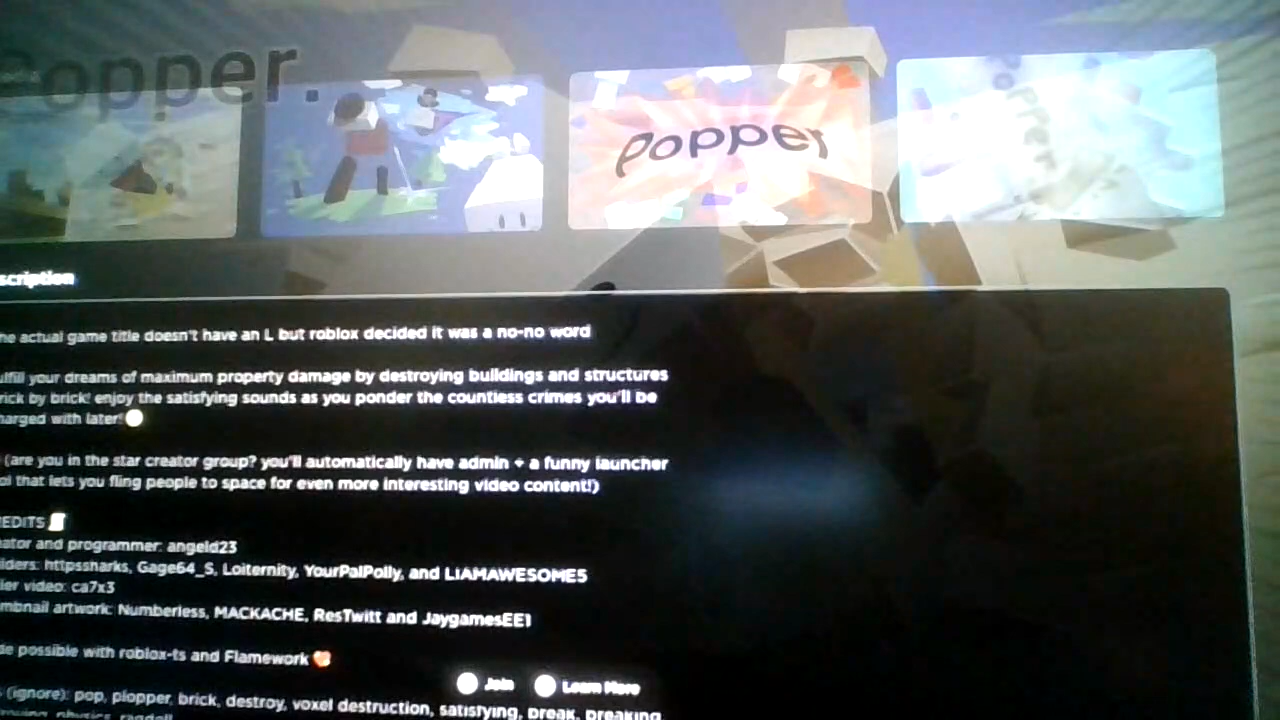 opper.
Popper
scription
he actual game title doesn't have an L but roblox decided it was a no-no word
ulfill your dreams of maximum property damage by destroying buildings and structures
rick by brick! enjoy the satisfying sounds as you ponder the countless crimes you'll be
harged with later!
(are you in the star creator group? you'll automatically have admin + a funny launcher
ol that lets you fling people to space for even more interesting video content!)
EDITS
ator and programmer: angeld23
ilders: httpssharks, Gage64_S, Loiternity, YourPalPolly, and LIAMAWESOME5
ler video: ca7x3
mbnail artwork: Numberless, MACKACHE, ResTwitt and JaygamesEE1
de possible with roblox-ts and Flamework
Join Learn More
(ignore): pop, plopper, brick, destroy, voxel destruction, satisfying, break, breaking,
physics, ragdoll